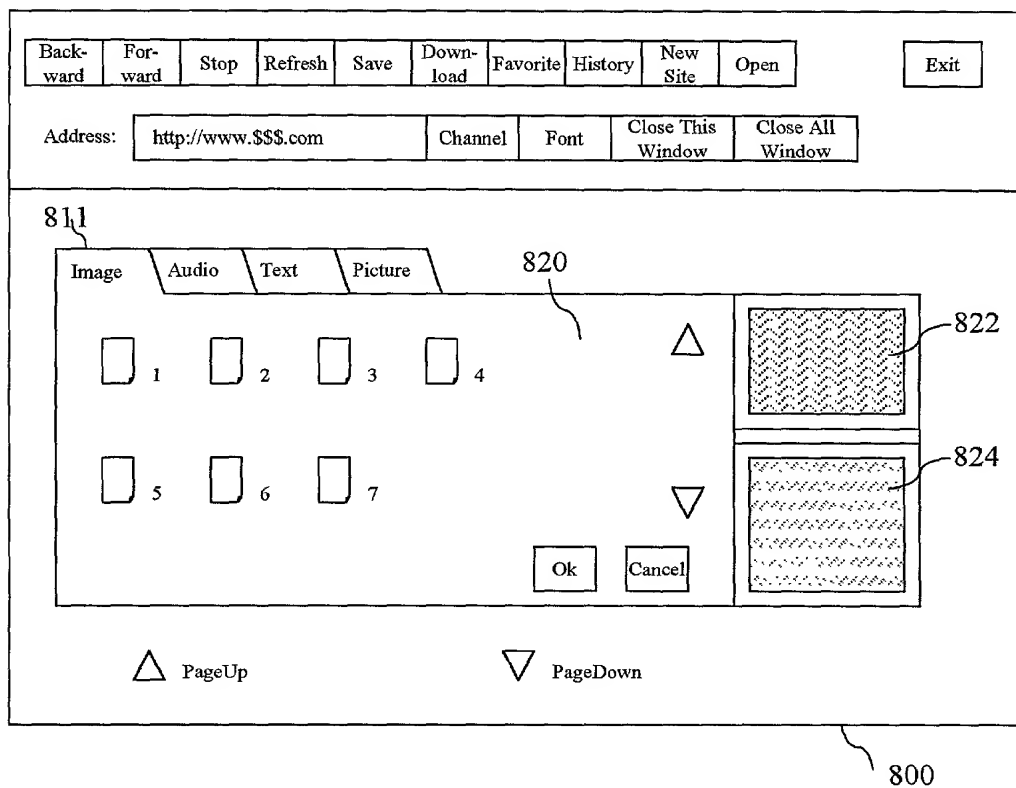 Back-ward For-ward Stop Refresh Save Down-load Favorite History New Site Open Exit
Address: http://www.$$$.com Channel Font Close This Window Close All Window
811
Image Audio Text Picture
820
822
1 2 3 4
824
5 6 7
Ok Cancel
PageUp PageDown
800